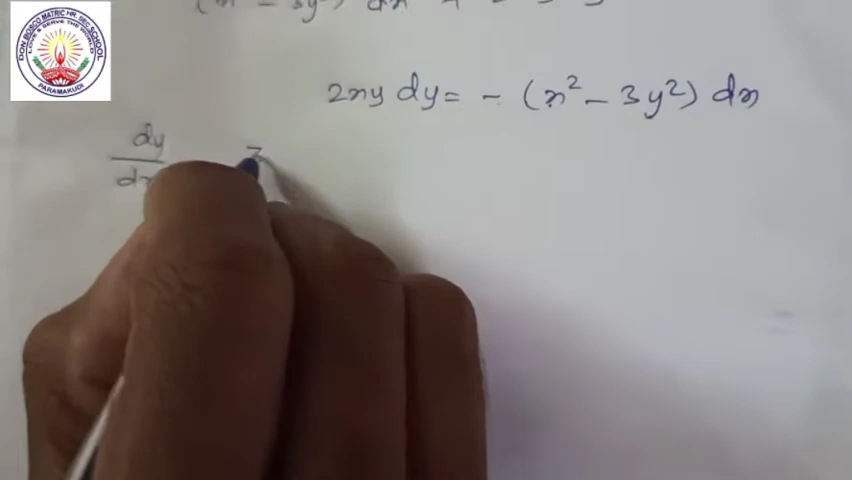 DON BOSCO MATRIC HR. SEC. SCHOOL
LOVE & SERVE THE WORLD
PARAMAKUDI
2xy dy = - (x² - 3y²) dx
dy